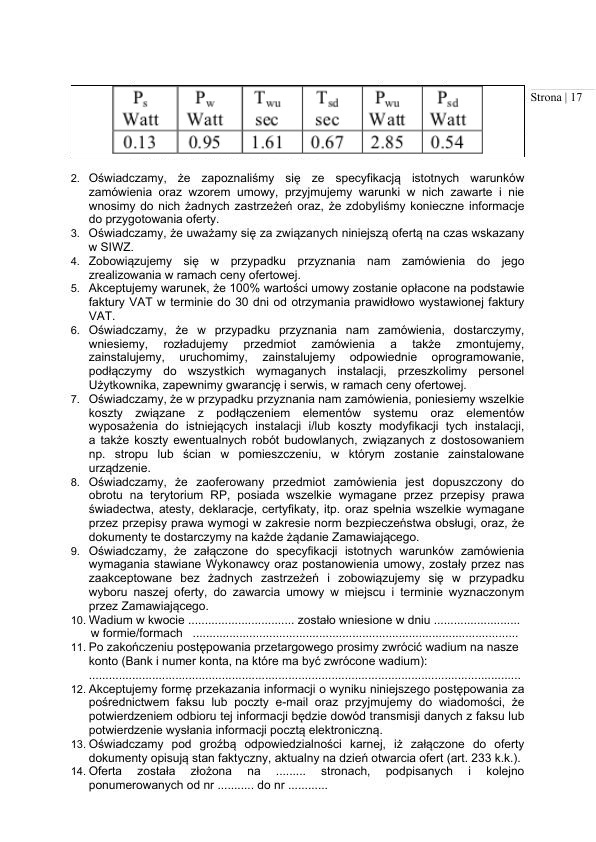 Strona | 17
Ps Pw Twu Tsd Pwu Psd
Watt Watt sec sec Watt Watt
0.13 0.95 1.61 0.67 2.85 0.54
2. Oświadczamy, że zapoznaliśmy się ze specyfikacją istotnych warunków
zamówienia oraz wzorem umowy, przyjmujemy warunki w nich zawarte i nie
wnosimy do nich żadnych zastrzeżeń oraz, że zdobyliśmy konieczne informacje
do przygotowania oferty.
3. Oświadczamy, że uważamy się za związanych niniejszą ofertą na czas wskazany
w SIWZ.
4. Zobowiązujemy się w przypadku przyznania nam zamówienia do jego
zrealizowania w ramach ceny ofertowej.
5. Akceptujemy warunek, że 100% wartości umowy zostanie opłacone na podstawie
faktury VAT w terminie do 30 dni od otrzymania prawidłowo wystawionej faktury
VAT.
6. Oświadczamy, że w przypadku przyznania nam zamówienia, dostarczymy,
wniesiemy, rozładujemy przedmiot zamówienia a także zmontujemy,
zainstalujemy, uruchomimy, zainstalujemy odpowiednie oprogramowanie,
podłączymy do wszystkich wymaganych instalacji, przeszkolimy personel
Użytkownika, zapewnimy gwarancję i serwis, w ramach ceny ofertowej.
7. Oświadczamy, że w przypadku przyznania nam zamówienia, poniesiemy wszelkie
koszty związane z podłączeniem elementów systemu oraz elementów
wyposażenia do istniejących instalacji i/lub koszty modyfikacji tych instalacji,
a także koszty ewentualnych robót budowlanych, związanych z dostosowaniem
np. stropu lub ścian w pomieszczeniu, w którym zostanie zainstalowane
urządzenie.
8. Oświadczamy, że zaoferowany przedmiot zamówienia jest dopuszczony do
obrotu na terytorium RP, posiada wszelkie wymagane przez przepisy prawa
świadectwa, atesty, deklaracje, certyfikaty, itp. oraz spełnia wszelkie wymagane
przez przepisy prawa wymogi w zakresie norm bezpieczeństwa obsługi, oraz, że
dokumenty te dostarczymy na każde żądanie Zamawiającego.
9. Oświadczamy, że załączone do specyfikacji istotnych warunków zamówienia
wymagania stawiane Wykonawcy oraz postanowienia umowy, zostały przez nas
zaakceptowane bez żadnych zastrzeżeń i zobowiązujemy się w przypadku
wyboru naszej oferty, do zawarcia umowy w miejscu i terminie wyznaczonym
przez Zamawiającego.
10. Wadium w kwocie ................................ zostało wniesione w dniu ..........................
w formie/formach ..................................................................................................
11. Po zakończeniu postępowania przetargowego prosimy zwrócić wadium na nasze
konto (Bank i numer konta, na które ma być zwrócone wadium):
..................................................................................................................................
12. Akceptujemy formę przekazania informacji o wyniku niniejszego postępowania za
pośrednictwem faksu lub poczty e-mail oraz przyjmujemy do wiadomości, że
potwierdzeniem odbioru tej informacji będzie dowód transmisji danych z faksu lub
potwierdzenie wysłania informacji pocztą elektroniczną.
13. Oświadczamy pod groźbą odpowiedzialności karnej, iż załączone do oferty
dokumenty opisują stan faktyczny, aktualny na dzień otwarcia ofert (art. 233 k.k.).
14. Oferta została złożona na ......... stronach, podpisanych i kolejno
ponumerowanych od nr ........... do nr ............